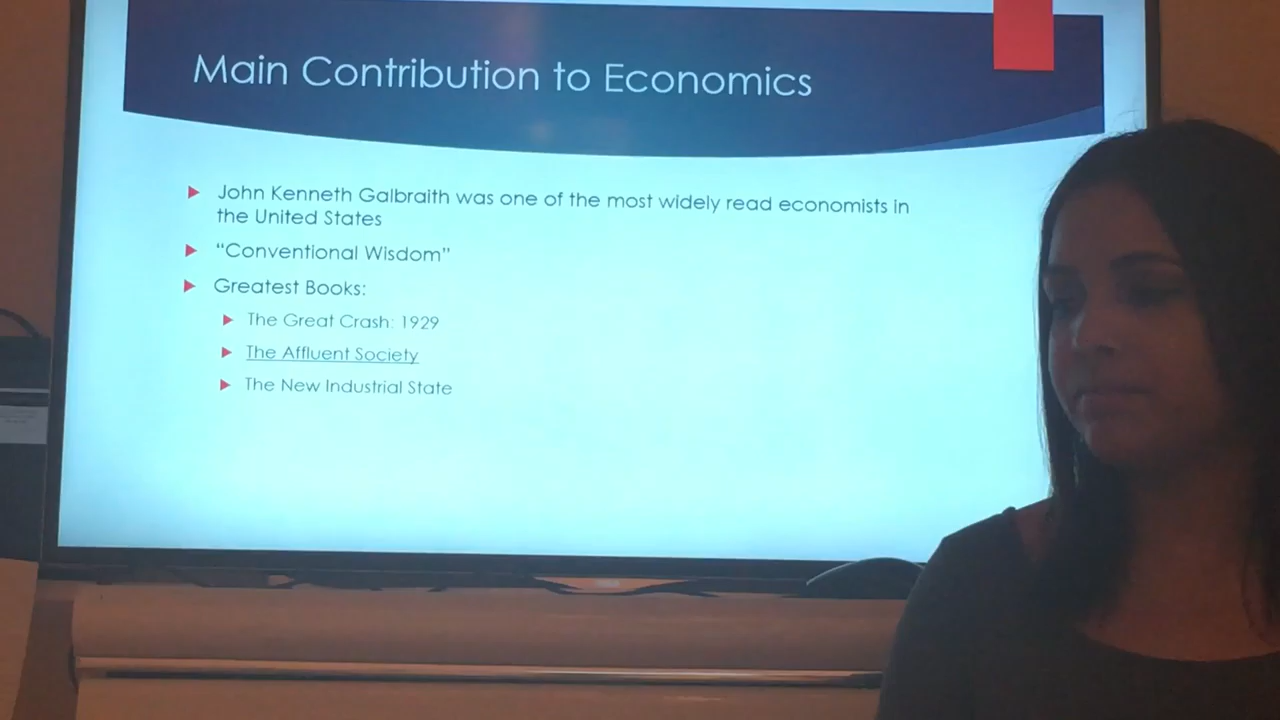 Main Contribution to Economics
John Kenneth Galbraith was one of the most widely read economists in
the United States
“Conventional Wisdom”
Greatest Books:
The Great Crash: 1929
The Affluent Society
The New Industrial State